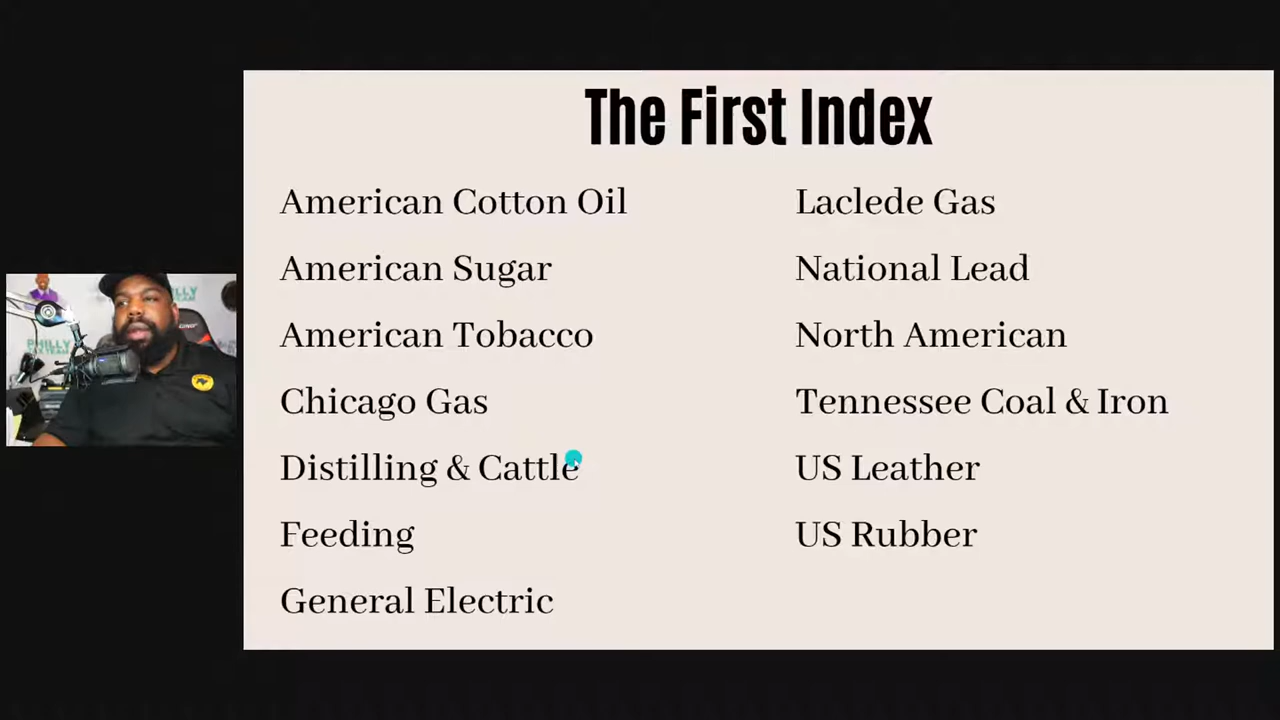 The First Index
American Cotton Oil
American Sugar
American Tobacco
Chicago Gas
Distilling & Cattle
Feeding
General Electric
Laclede Gas
National Lead
North American
Tennessee Coal & Iron
US Leather
US Rubber
PHILLY